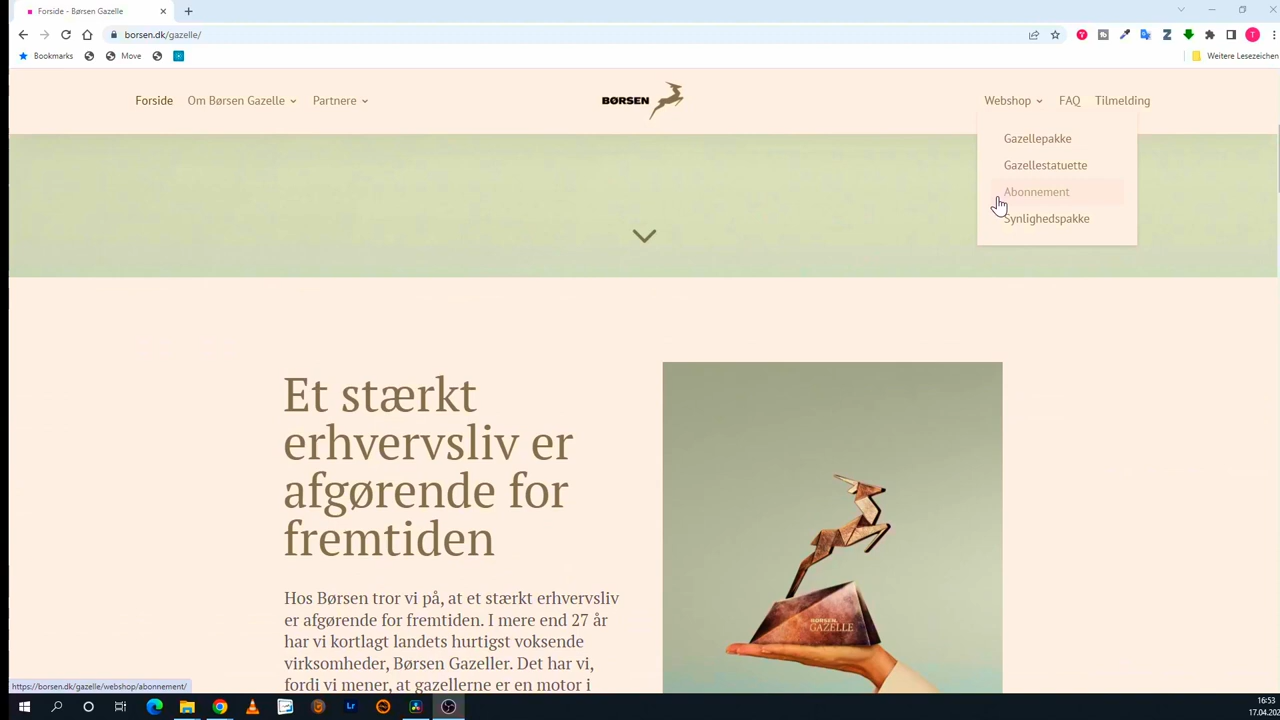 Forside - Børsen Gazelle
borsen.dk/gazelle/
Bookmarks
Move
Weitere Lesezeichen
Forside
Om Børsen Gazelle
Partnere
BØRSEN
Webshop
FAQ
Tilmelding
Gazellepakke
Gazellestatuette
Abonnement
Synlighedspakke
Et stærkt
erhvervsliv er
afgørende for
fremtiden
Hos Børsen tror vi på, at et stærkt erhvervsliv
er afgørende for fremtiden. I mere end 27 år
har vi kortlagt landets hurtigst voksende
virksomheder, Børsen Gazeller. Det har vi,
fordi vi mener, at gazellerne er en motor i
BØRSEN
GAZELLE
https://borsen.dk/gazelle/webshop/abonnement/
Lr
16:53
17.04.202